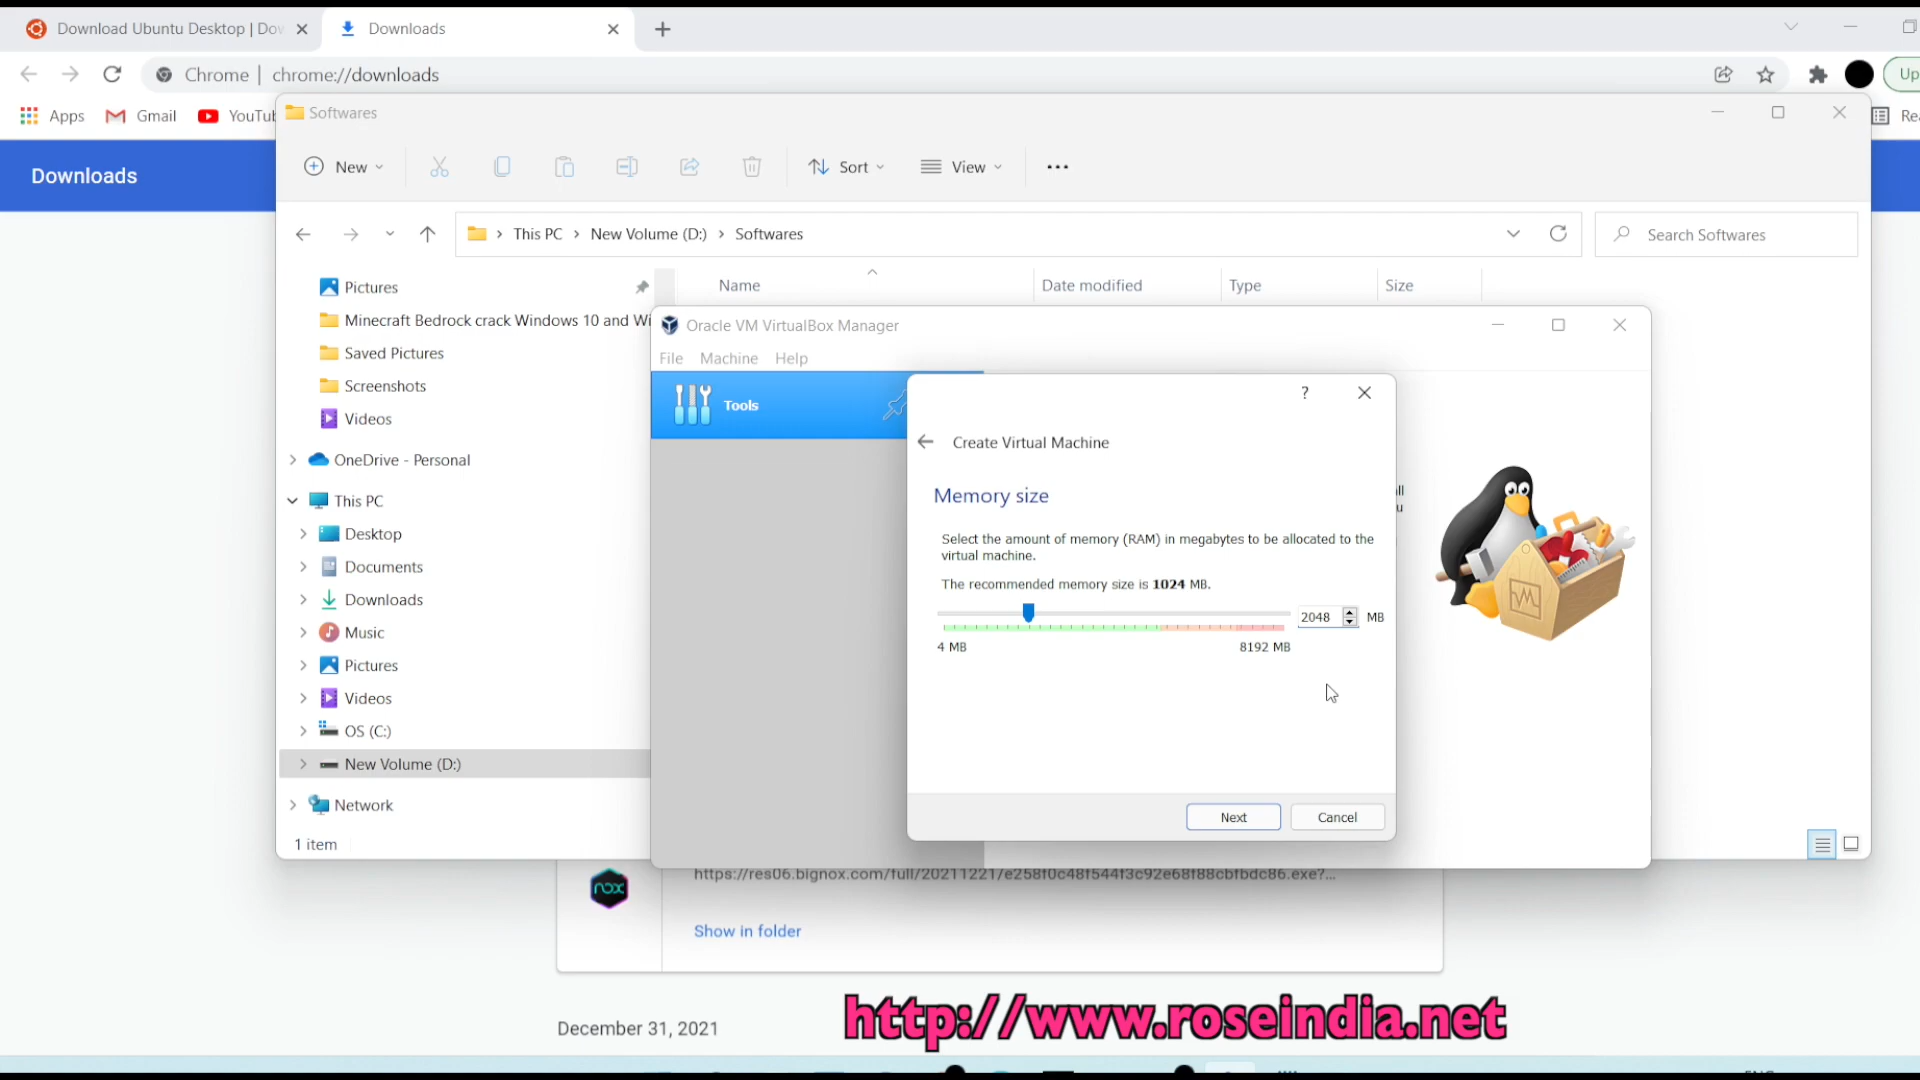 Download Ubuntu Desktop | Dow
Downloads
Chrome | chrome://downloads
Up
Apps
Gmail
YouTub
Rea
Downloads
Softwares
New
Sort
View
This PC > New Volume (D:) > Softwares
Search Softwares
Name
Date modified
Type
Size
Pictures
Minecraft Bedrock crack Windows 10 and Wi
Saved Pictures
Screenshots
Videos
OneDrive - Personal
This PC
Desktop
Documents
Downloads
Music
Pictures
Videos
OS (C:)
New Volume (D:)
Network
1 item
Oracle VM VirtualBox Manager
File
Machine
Help
Tools
?
Create Virtual Machine
Memory size
Select the amount of memory (RAM) in megabytes to be allocated to the
virtual machine.
The recommended memory size is 1024 MB.
2048
MB
4 MB
8192 MB
Next
Cancel
nox
Show in folder
December 31, 2021
http://www.roseindia.net